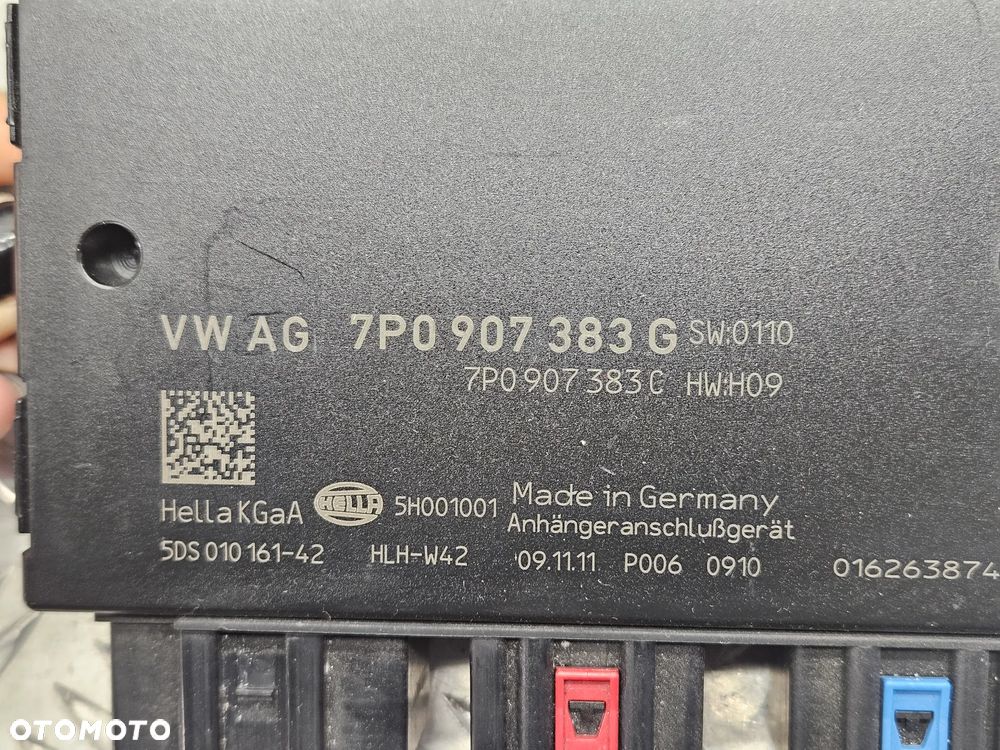 VW AG 7P0 907 383 G SW:0110
7P0 907 383 C HW:H09
Hella KGaA HELLA 5H001001 Made in Germany
Anhängeranschlußgerät
5DS 010 161-42 HLH-W42 09.11.11 P006 0910 016263874
OTOMOTO